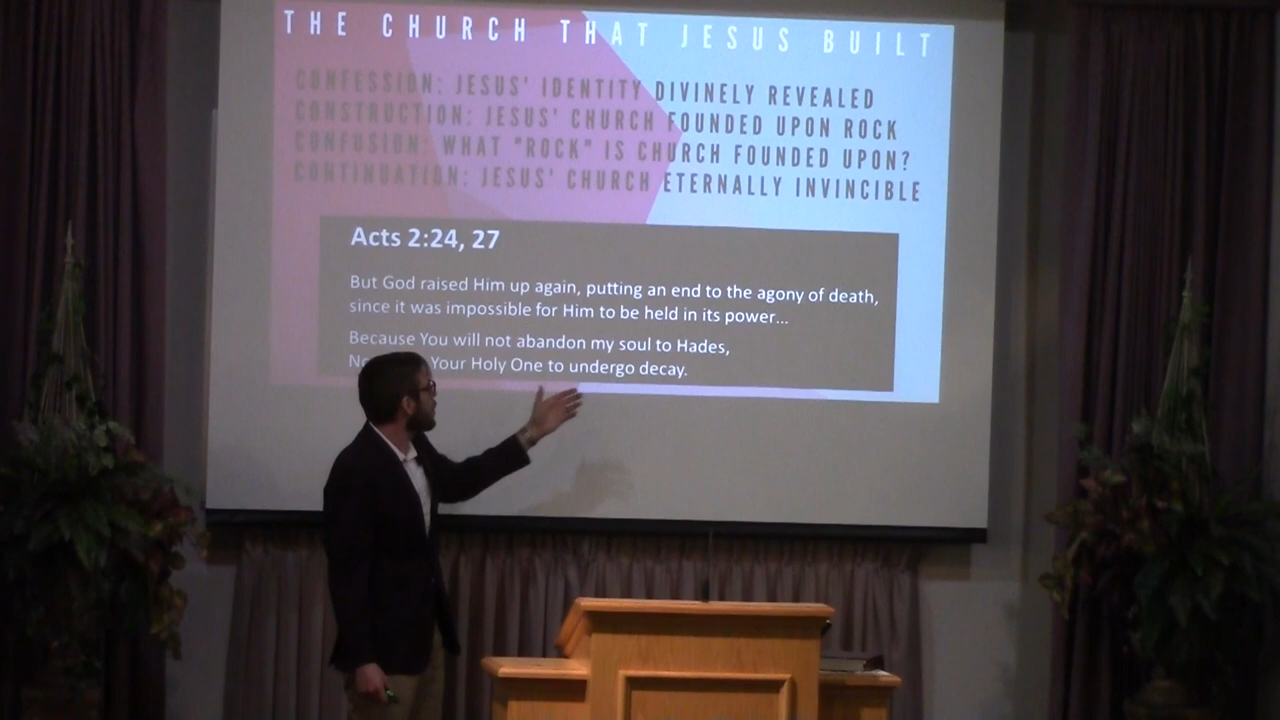 THE CHURCH THAT JESUS BUILT
CONFESSION: JESUS' IDENTITY DIVINELY REVEALED
CONSTRUCTION: JESUS' CHURCH FOUNDED UPON ROCK
CONFUSION: WHAT "ROCK" IS CHURCH FOUNDED UPON?
CONTINUATION: JESUS' CHURCH ETERNALLY INVINCIBLE
Acts 2:24, 27
But God raised Him up again, putting an end to the agony of death,
since it was impossible for Him to be held in its power...
Because You will not abandon my soul to Hades,
Your Holy One to undergo decay.